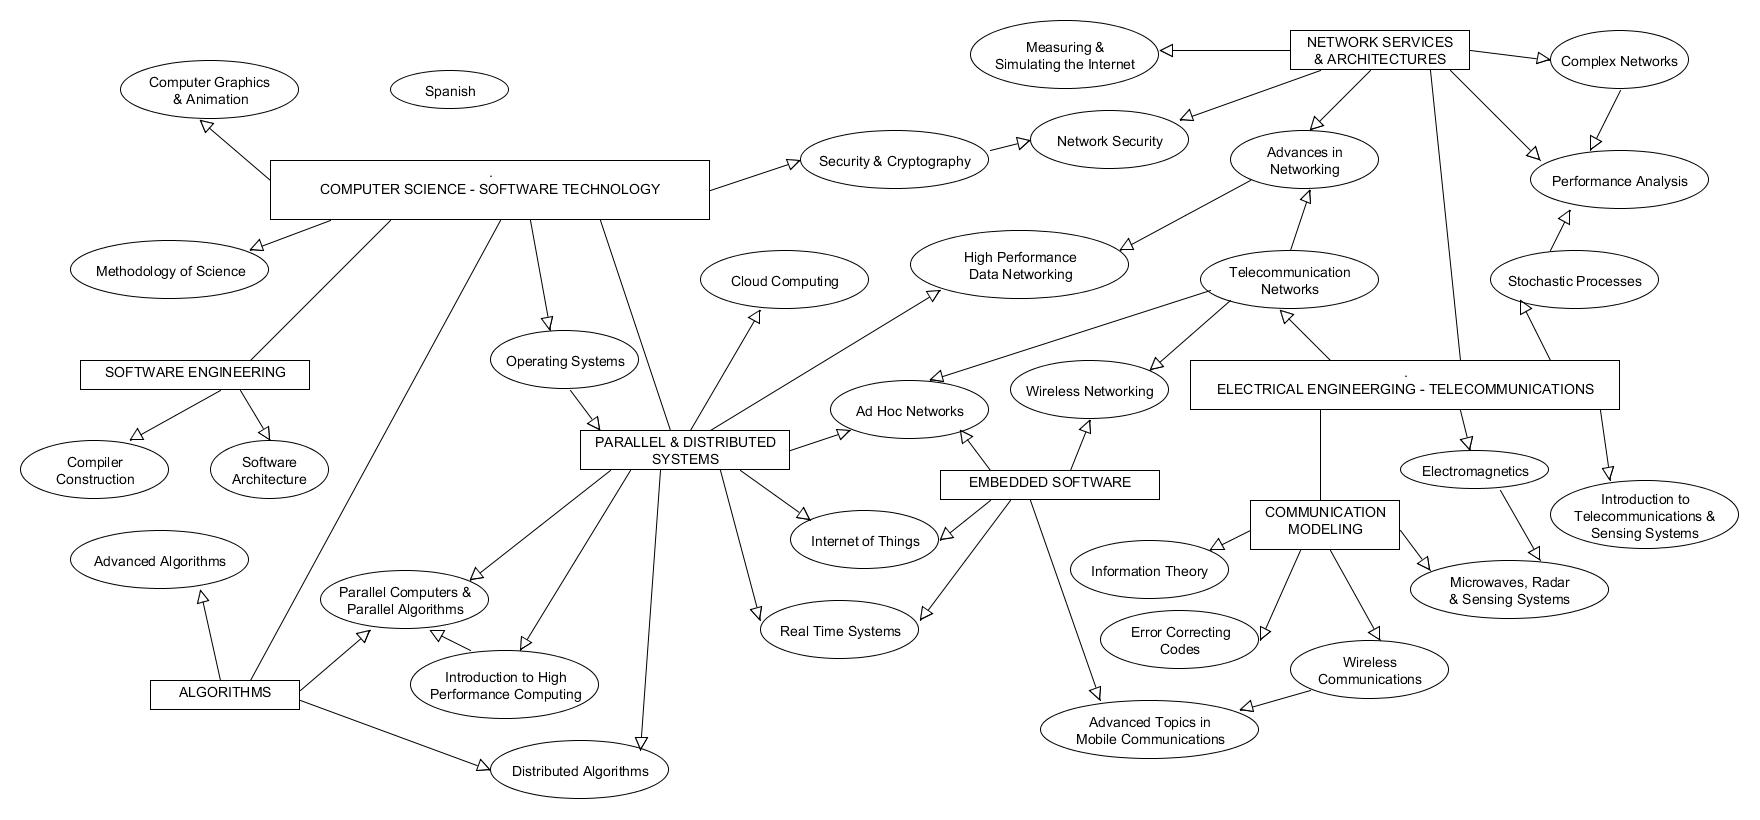 Measuring &
Simulating the Internet
NETWORK SERVICES
& ARCHITECTURES
Complex Networks
Computer Graphics
& Animation
Spanish
Security & Cryptography
Network Security
Advances in
Networking
Performance Analysis
.
COMPUTER SCIENCE - SOFTWARE TECHNOLOGY
Methodology of Science
Cloud Computing
High Performance
Data Networking
Telecommunication
Networks
Stochastic Processes
SOFTWARE ENGINEERING
Operating Systems
Ad Hoc Networks
Wireless Networking
.
ELECTRICAL ENGINEERGING - TELECOMMUNICATIONS
Compiler
Construction
Software
Architecture
PARALLEL & DISTRIBUTED
SYSTEMS
EMBEDDED SOFTWARE
Electromagnetics
COMMUNICATION
MODELING
Introduction to
Telecommunications &
Sensing Systems
Internet of Things
Advanced Algorithms
Information Theory
Microwaves, Radar
& Sensing Systems
Parallel Computers &
Parallel Algorithms
Real Time Systems
Error Correcting
Codes
Wireless
Communications
ALGORITHMS
Introduction to High
Performance Computing
Advanced Topics in
Mobile Communications
Distributed Algorithms